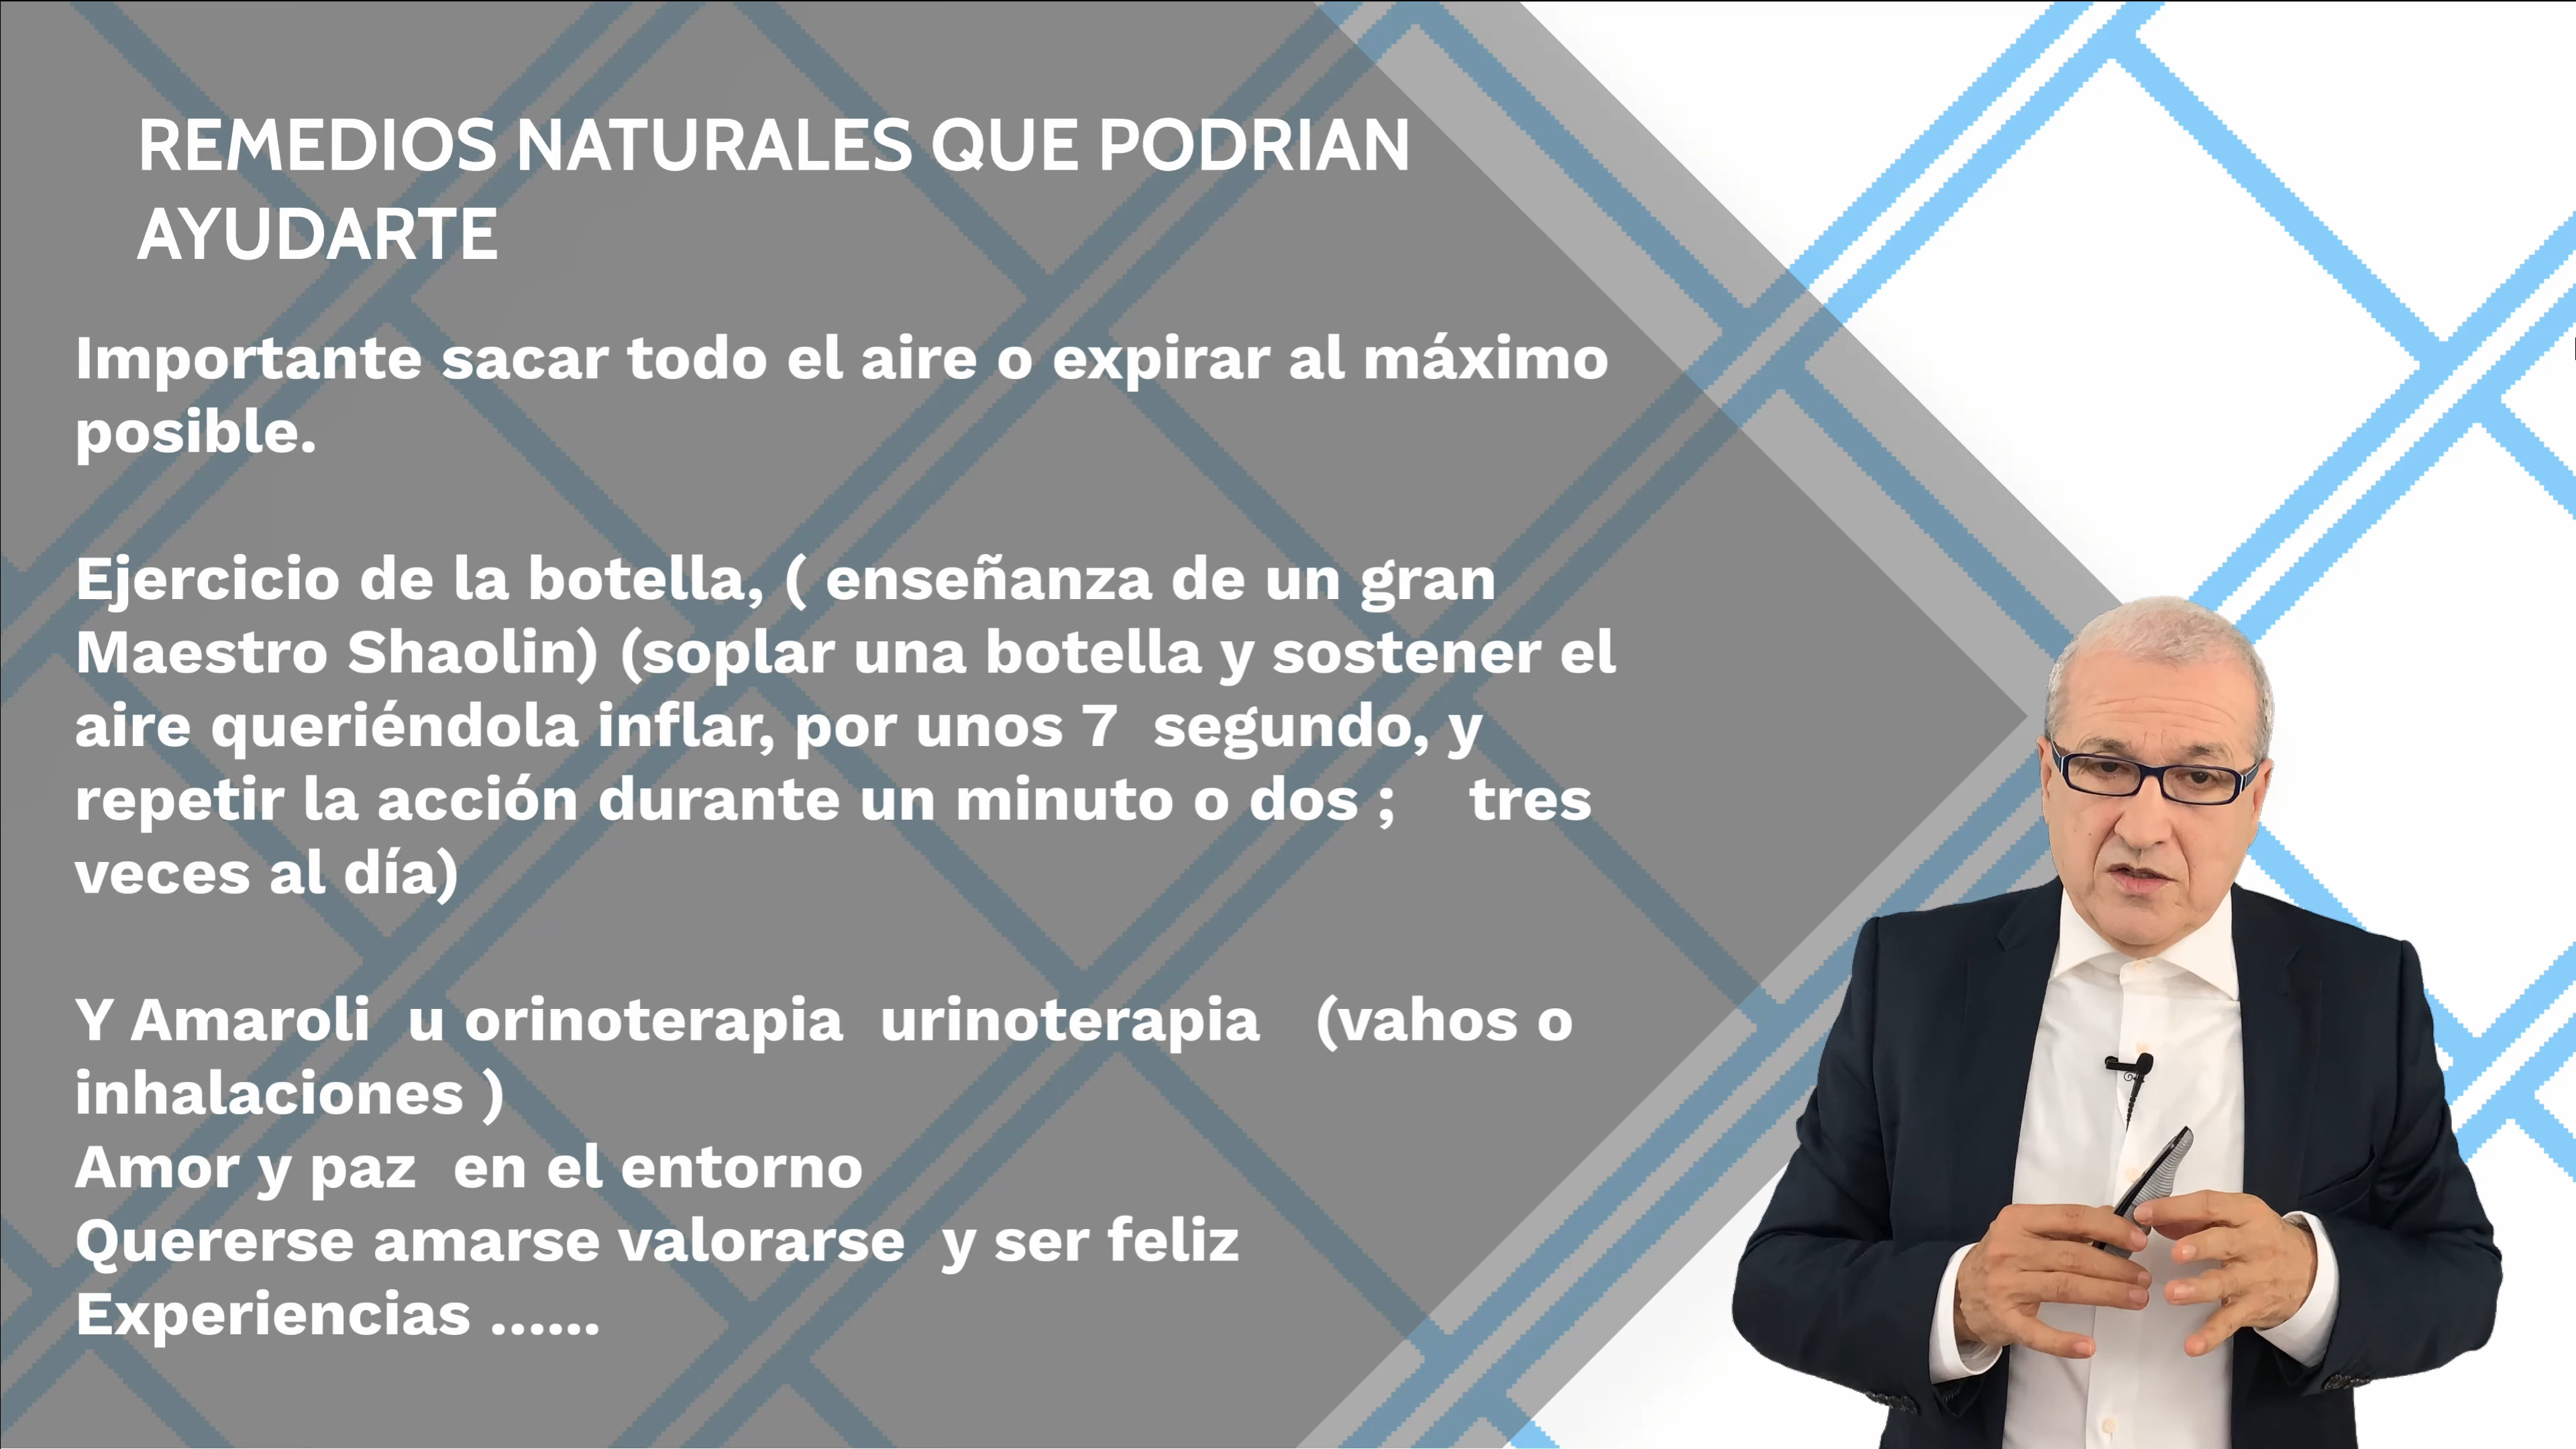 REMEDIOS NATURALES QUE PODRIAN
AYUDARTE
Importante sacar todo el aire o expirar al máximo
posible.
Ejercicio de la botella, ( enseñanza de un gran
Maestro Shaolin) (soplar una botella y sostener el
aire queriéndola inflar, por unos 7  segundo, y
repetir la acción durante un minuto o dos ;    tres
veces al día)
Y Amaroli  u orinoterapia  urinoterapia   (vahos o
inhalaciones )
Amor y paz  en el entorno
Quererse amarse valorarse  y ser feliz
Experiencias ......